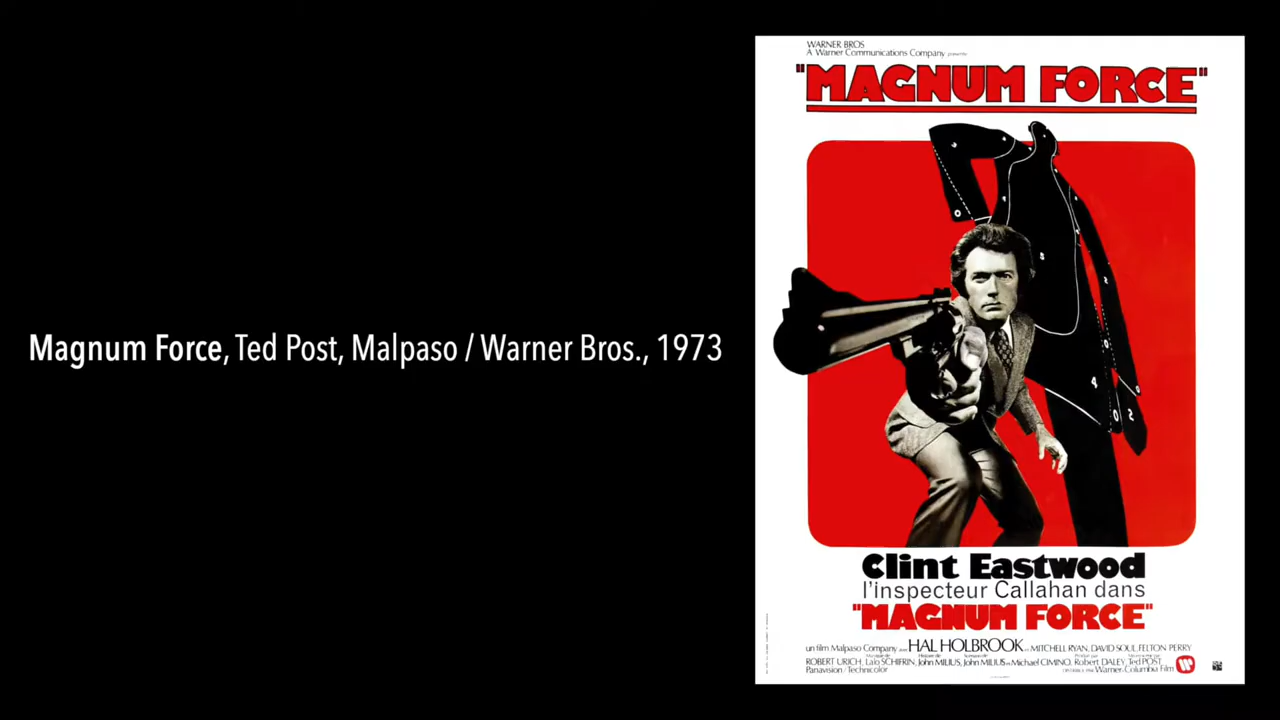 Magnum Force, Ted Post, Malpaso / Warner Bros., 1973
WARNER BROS
A Warner Communications Company
"MAGNUM FORCE"
Clint Eastwood
l'inspecteur Callahan dans
"MAGNUM FORCE"
un film Malpaso Company HAL HOLBROOK MITCHELL RYAN, DAVID SOUL, FELTON PERRY
ROBERT URICH, Lalo SCHIFRIN, John MILIUS, John MILIUS et Michael CIMINO, Robert DALEY, Ted POST
Panavision / Technicolor Warner-Columbia Film